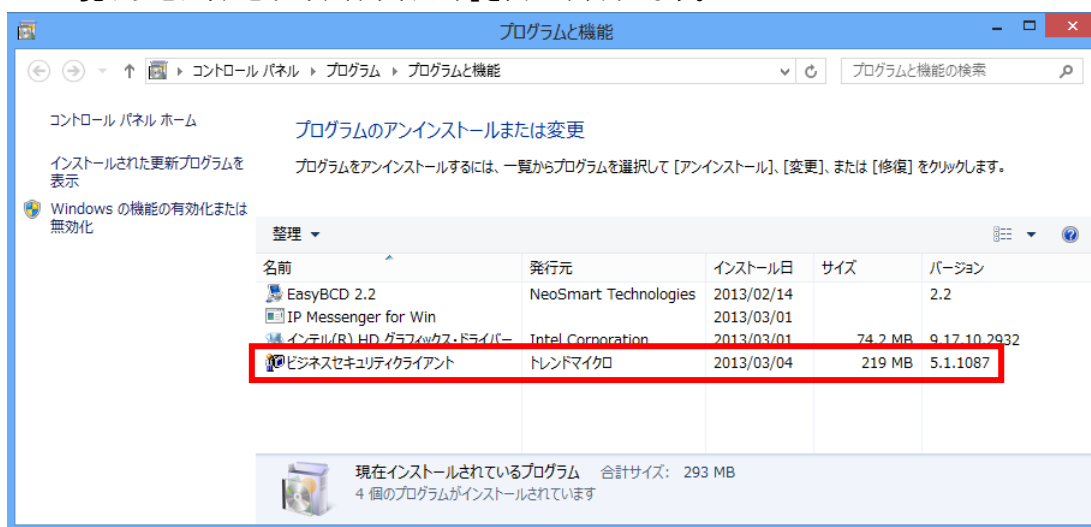 プログラムと機能
コントロール パネル ▸ プログラム ▸ プログラムと機能
プログラムと機能の検索
コントロール パネル ホーム
インストールされた更新プログラムを
表示
Windows の機能の有効化または
無効化
プログラムのアンインストールまたは変更
プログラムをアンインストールするには、一覧からプログラムを選択して [アンインストール]、[変更]、または [修復] をクリックします。
整理
名前 発行元 インストール日 サイズ バージョン
EasyBCD 2.2 NeoSmart Technologies 2013/02/14 2.2
IP Messenger for Win 2013/03/01
インテル(R) HD グラフィックス・ドライバー Intel Corporation 2013/03/01 74.2 MB 9.17.10.2932
ビジネスセキュリティクライアント トレンドマイクロ 2013/03/04 219 MB 5.1.1087
現在インストールされているプログラム 合計サイズ: 293 MB
4 個のプログラムがインストールされています